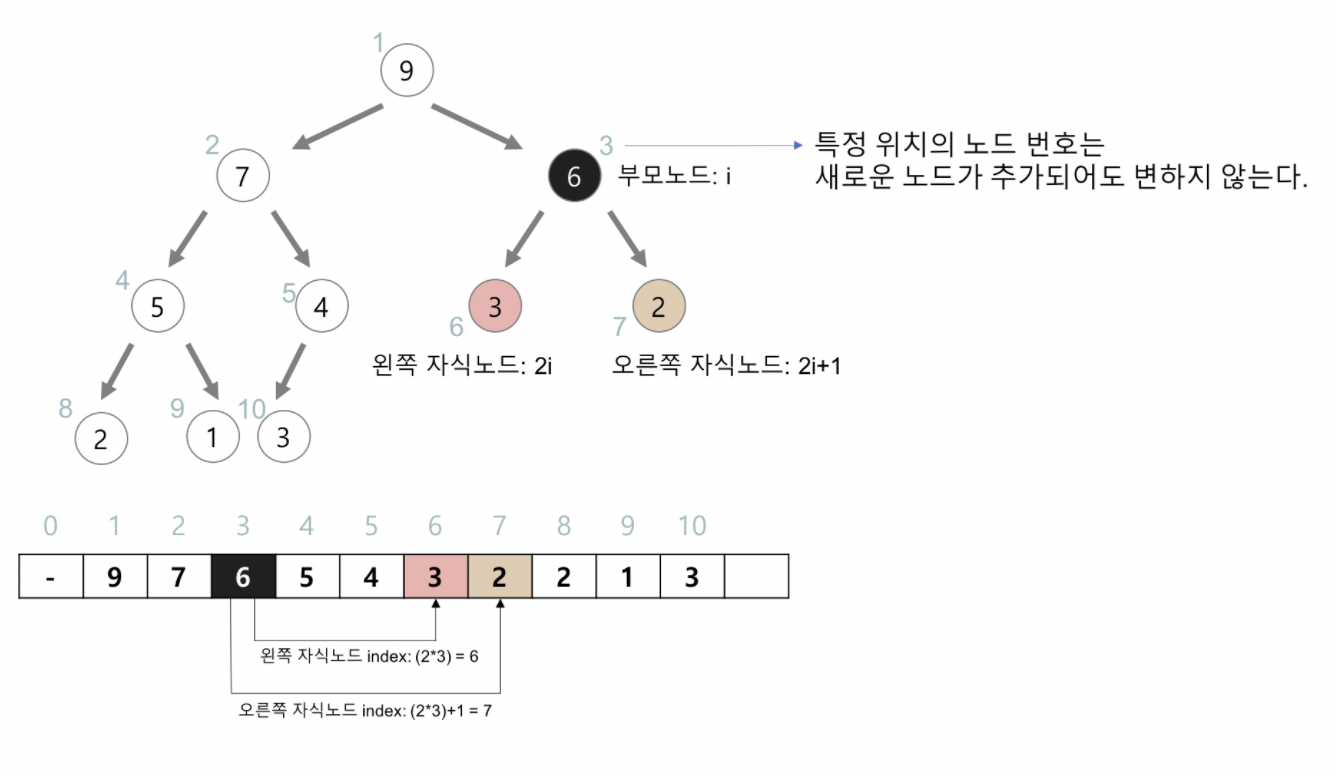 1
9
2
7
3
6
부모노드: i
특정 위치의 노드 번호는
새로운 노드가 추가되어도 변하지 않는다.
4
5
5
4
6
3
7
2
왼쪽 자식노드: 2i
오른쪽 자식노드: 2i+1
8
2
9
1
10
3
0 1 2 3 4 5 6 7 8 9 10
- 9 7 6 5 4 3 2 2 1 3
왼쪽 자식노드 index: (2*3) = 6
오른쪽 자식노드 index: (2*3)+1 = 7